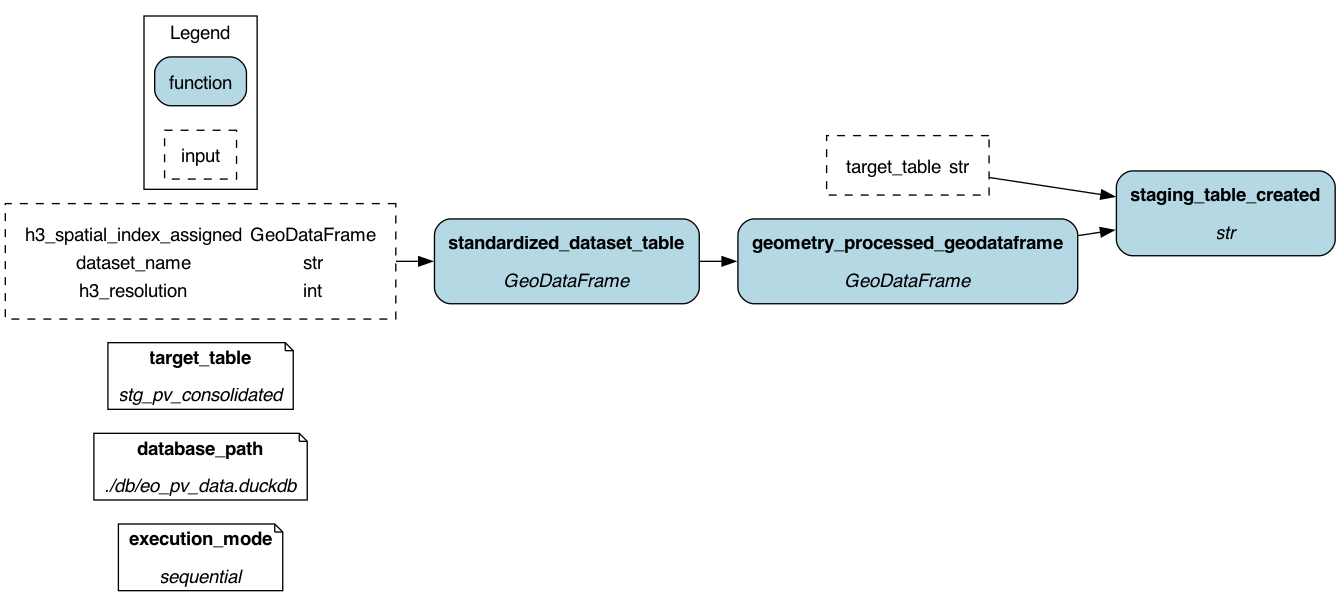 Legend
function
input
h3_spatial_index_assigned GeoDataFrame
dataset_name str
h3_resolution int
target_table
stg_pv_consolidated
database_path
./db/eo_pv_data.duckdb
execution_mode
sequential
standardized_dataset_table
GeoDataFrame
geometry_processed_geodataframe
GeoDataFrame
target_table str
staging_table_created
str